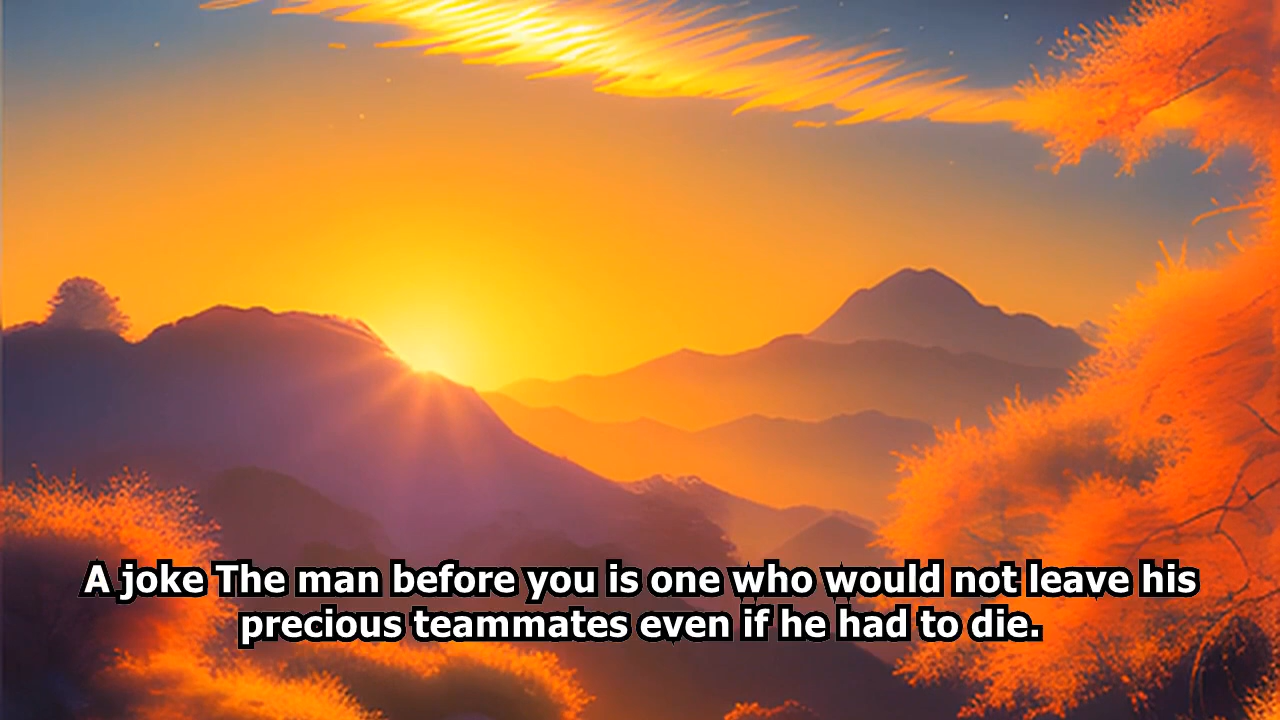 A joke The man before you is one who would not leave his
precious teammates even if he had to die.